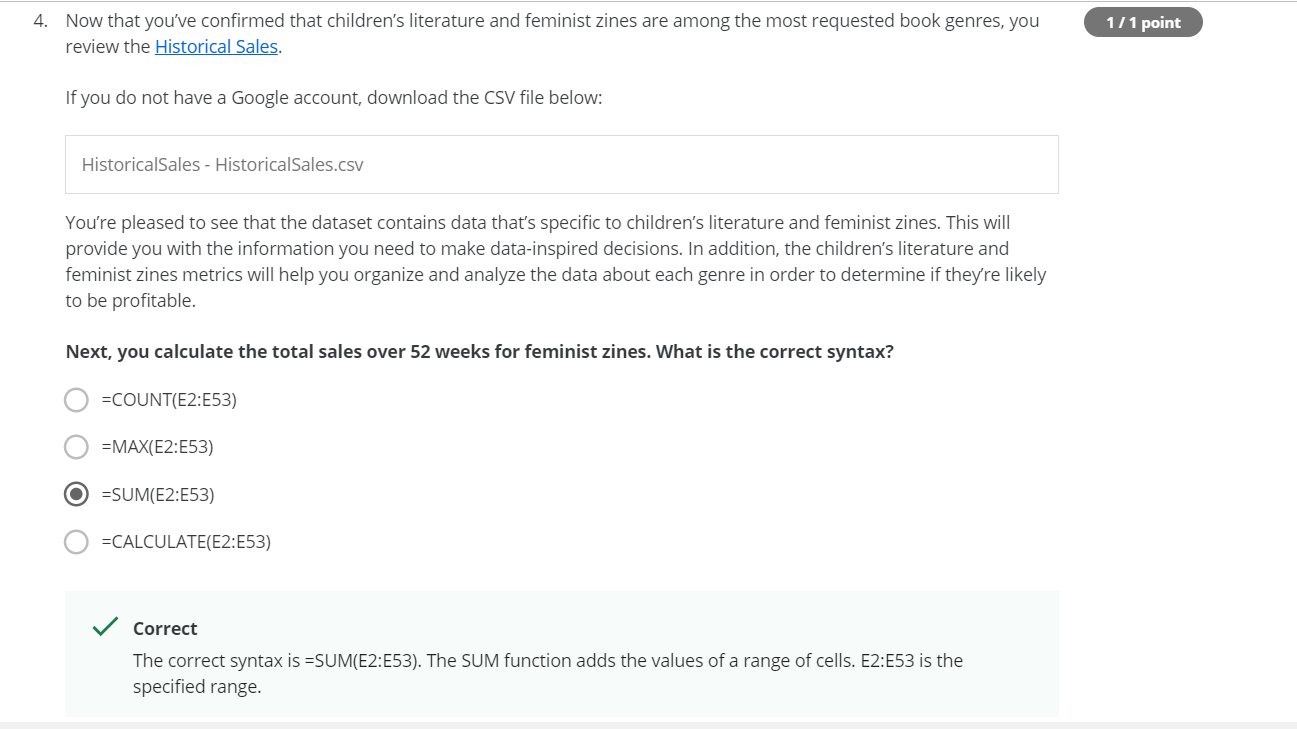 4. Now that you've confirmed that children's literature and feminist zines are among the most requested book genres, you
1 / 1 point
review the Historical Sales.
If you do not have a Google account, download the CSV file below:
HistoricalSales - HistoricalSales.csv
You're pleased to see that the dataset contains data that's specific to children's literature and feminist zines. This will
provide you with the information you need to make data-inspired decisions. In addition, the children's literature and
feminist zines metrics will help you organize and analyze the data about each genre in order to determine if they're likely
to be profitable.
Next, you calculate the total sales over 52 weeks for feminist zines. What is the correct syntax?
=COUNT(E2:E53)
=MAX(E2:E53)
=SUM(E2:E53)
=CALCULATE(E2:E53)
Correct
The correct syntax is =SUM(E2:E53). The SUM function adds the values of a range of cells. E2:E53 is the
specified range.